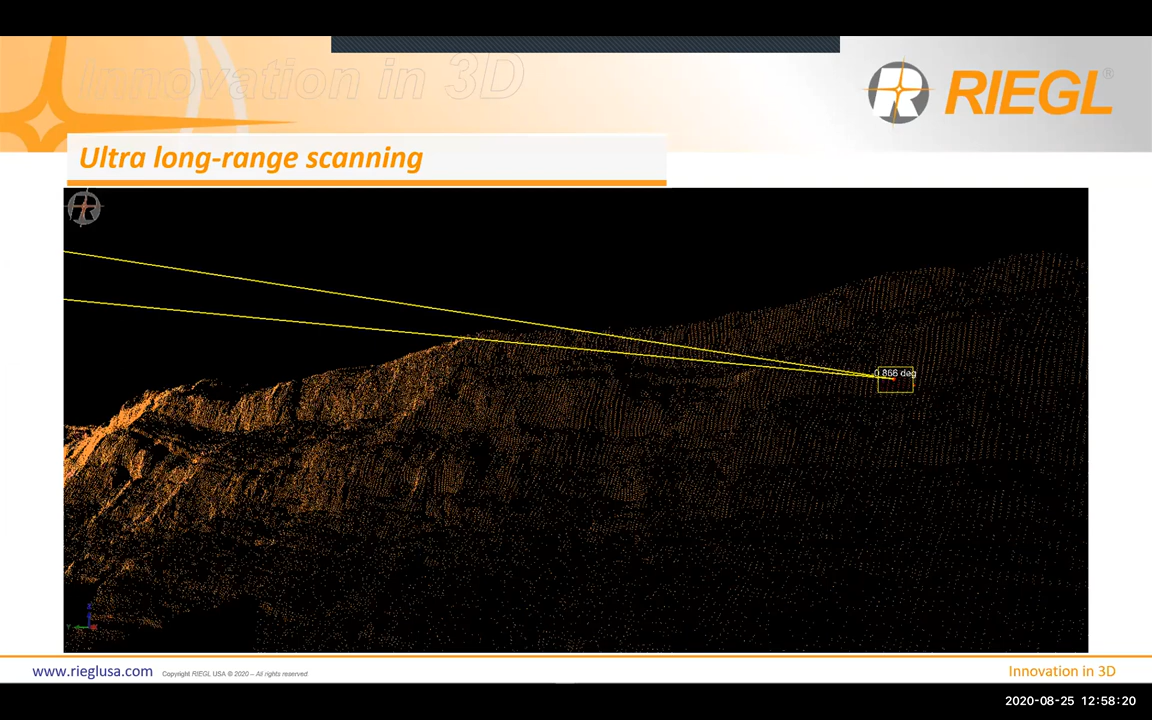 Innovation in 3D
RIEGL®
Ultra long-range scanning
0.866 deg
www.rieglusa.com
Copyright RIEGL USA © 2020 – All rights reserved.
Innovation in 3D
2020-08-25 12:58:20